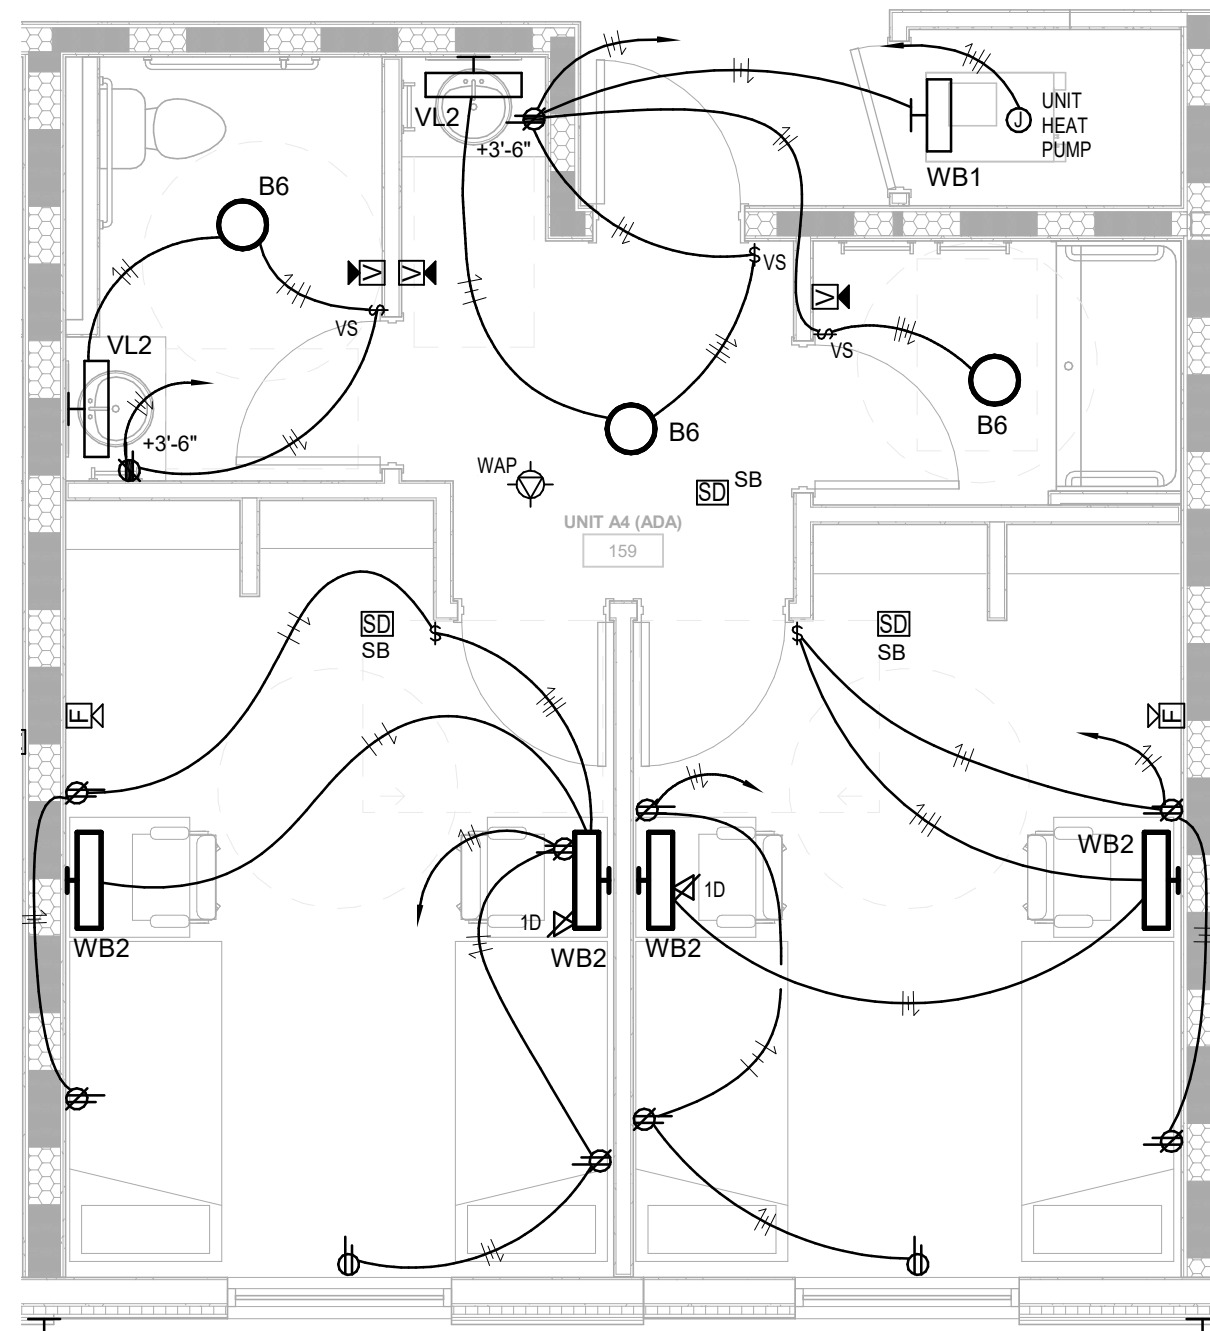 VL2
+3'-6"
J
UNIT
HEAT
PUMP
WB1
B6
V
V
$
VS
V
$
VS
$
VS
VL2
+3'-6"
B6
B6
WAP
SD
SB
UNIT A4 (ADA)
159
SD
SB
$
$
SD
SB
F
F
WB2
1D
WB2
WB2
1D
WB2